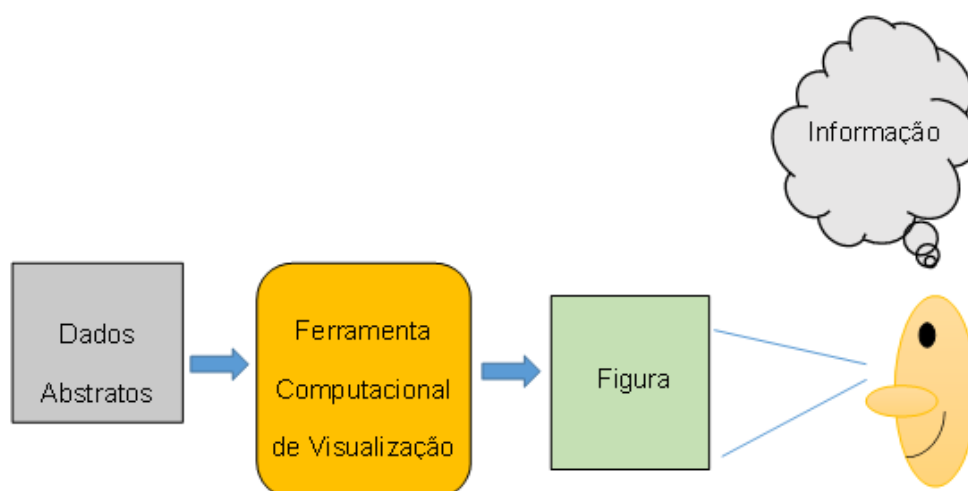 Informação
Dados
Abstratos
Ferramenta
Computacional
de Visualização
Figura